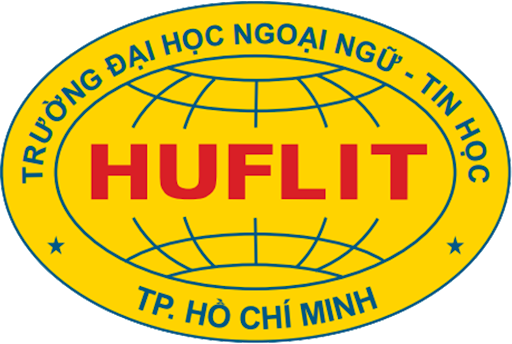 TRƯỜNG ĐẠI HỌC NGOẠI NGỮ - TIN HỌC
HUFLIT
TP. HỒ CHÍ MINH